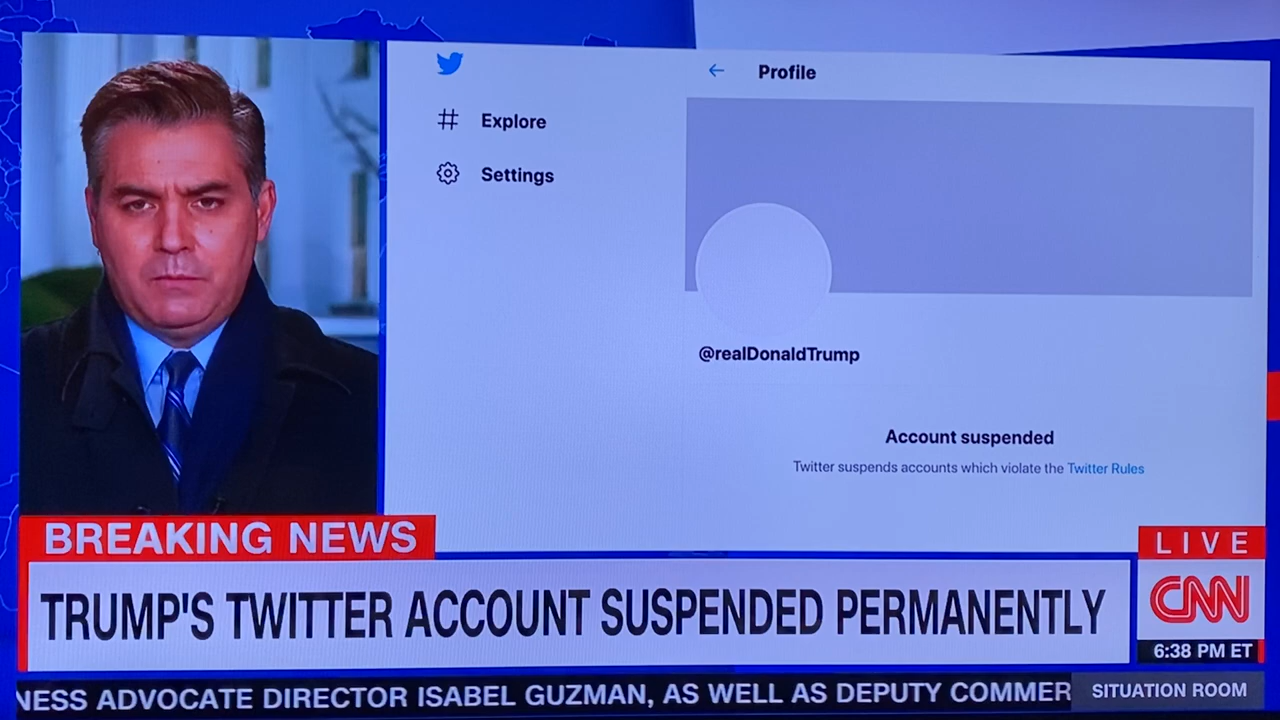 Profile
# Explore
Settings
@realDonaldTrump
Account suspended
Twitter suspends accounts which violate the Twitter Rules
BREAKING NEWS
LIVE
TRUMP'S TWITTER ACCOUNT SUSPENDED PERMANENTLY
CNN
6:38 PM ET
NESS ADVOCATE DIRECTOR ISABEL GUZMAN, AS WELL AS DEPUTY COMMER
SITUATION ROOM